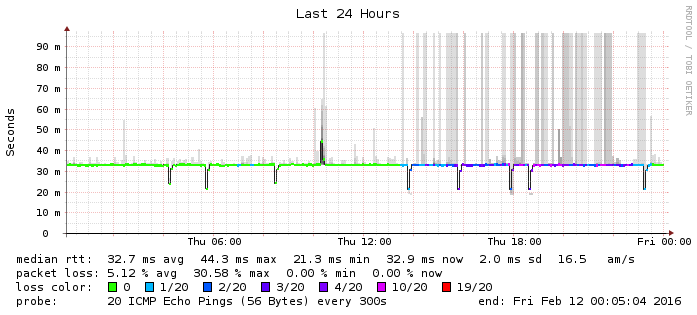 Last 24 Hours
RRDTOOL / TOBI OETIKER
Seconds
90 m
80 m
70 m
60 m
50 m
40 m
30 m
20 m
10 m
0
Thu 06:00 Thu 12:00 Thu 18:00 Fri 00:00
median rtt: 32.7 ms avg 44.3 ms max 21.3 ms min 32.9 ms now 2.0 ms sd 16.5 am/s
packet loss: 5.12 % avg 30.58 % max 0.00 % min 0.00 % now
loss color: 0 1/20 2/20 3/20 4/20 10/20 19/20
probe: 20 ICMP Echo Pings (56 Bytes) every 300s end: Fri Feb 12 00:05:04 2016